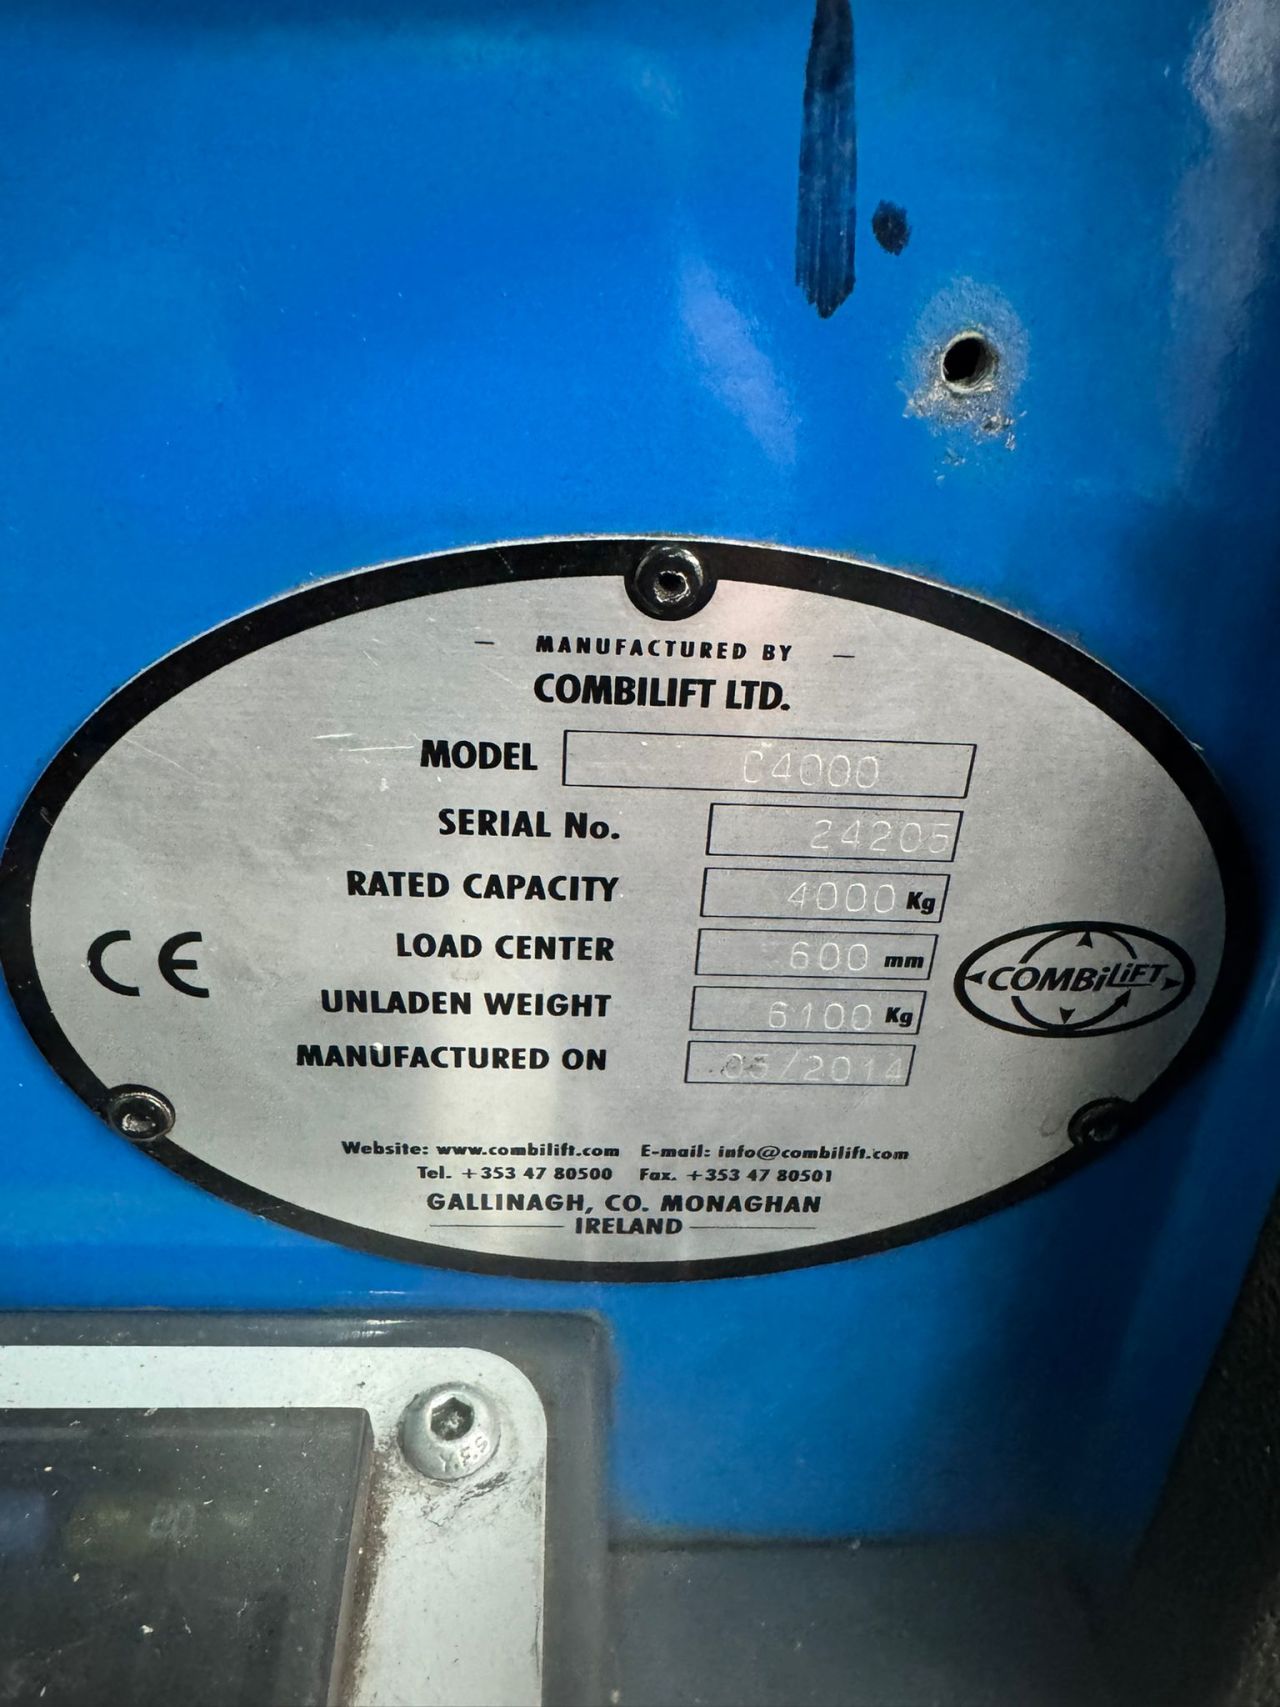 MANUFACTURED BY
COMBILIFT LTD.
MODEL C4000
SERIAL No. 24205
RATED CAPACITY 4000 Kg
LOAD CENTER 600 mm
UNLADEN WEIGHT 6100 Kg
MANUFACTURED ON 05/2014
CE
COMBiLiFT
Website: www.combilift.com E-mail: info@combilift.com
Tel. +353 47 80500 Fax. +353 47 80501
GALLINAGH, CO. MONAGHAN
IRELAND